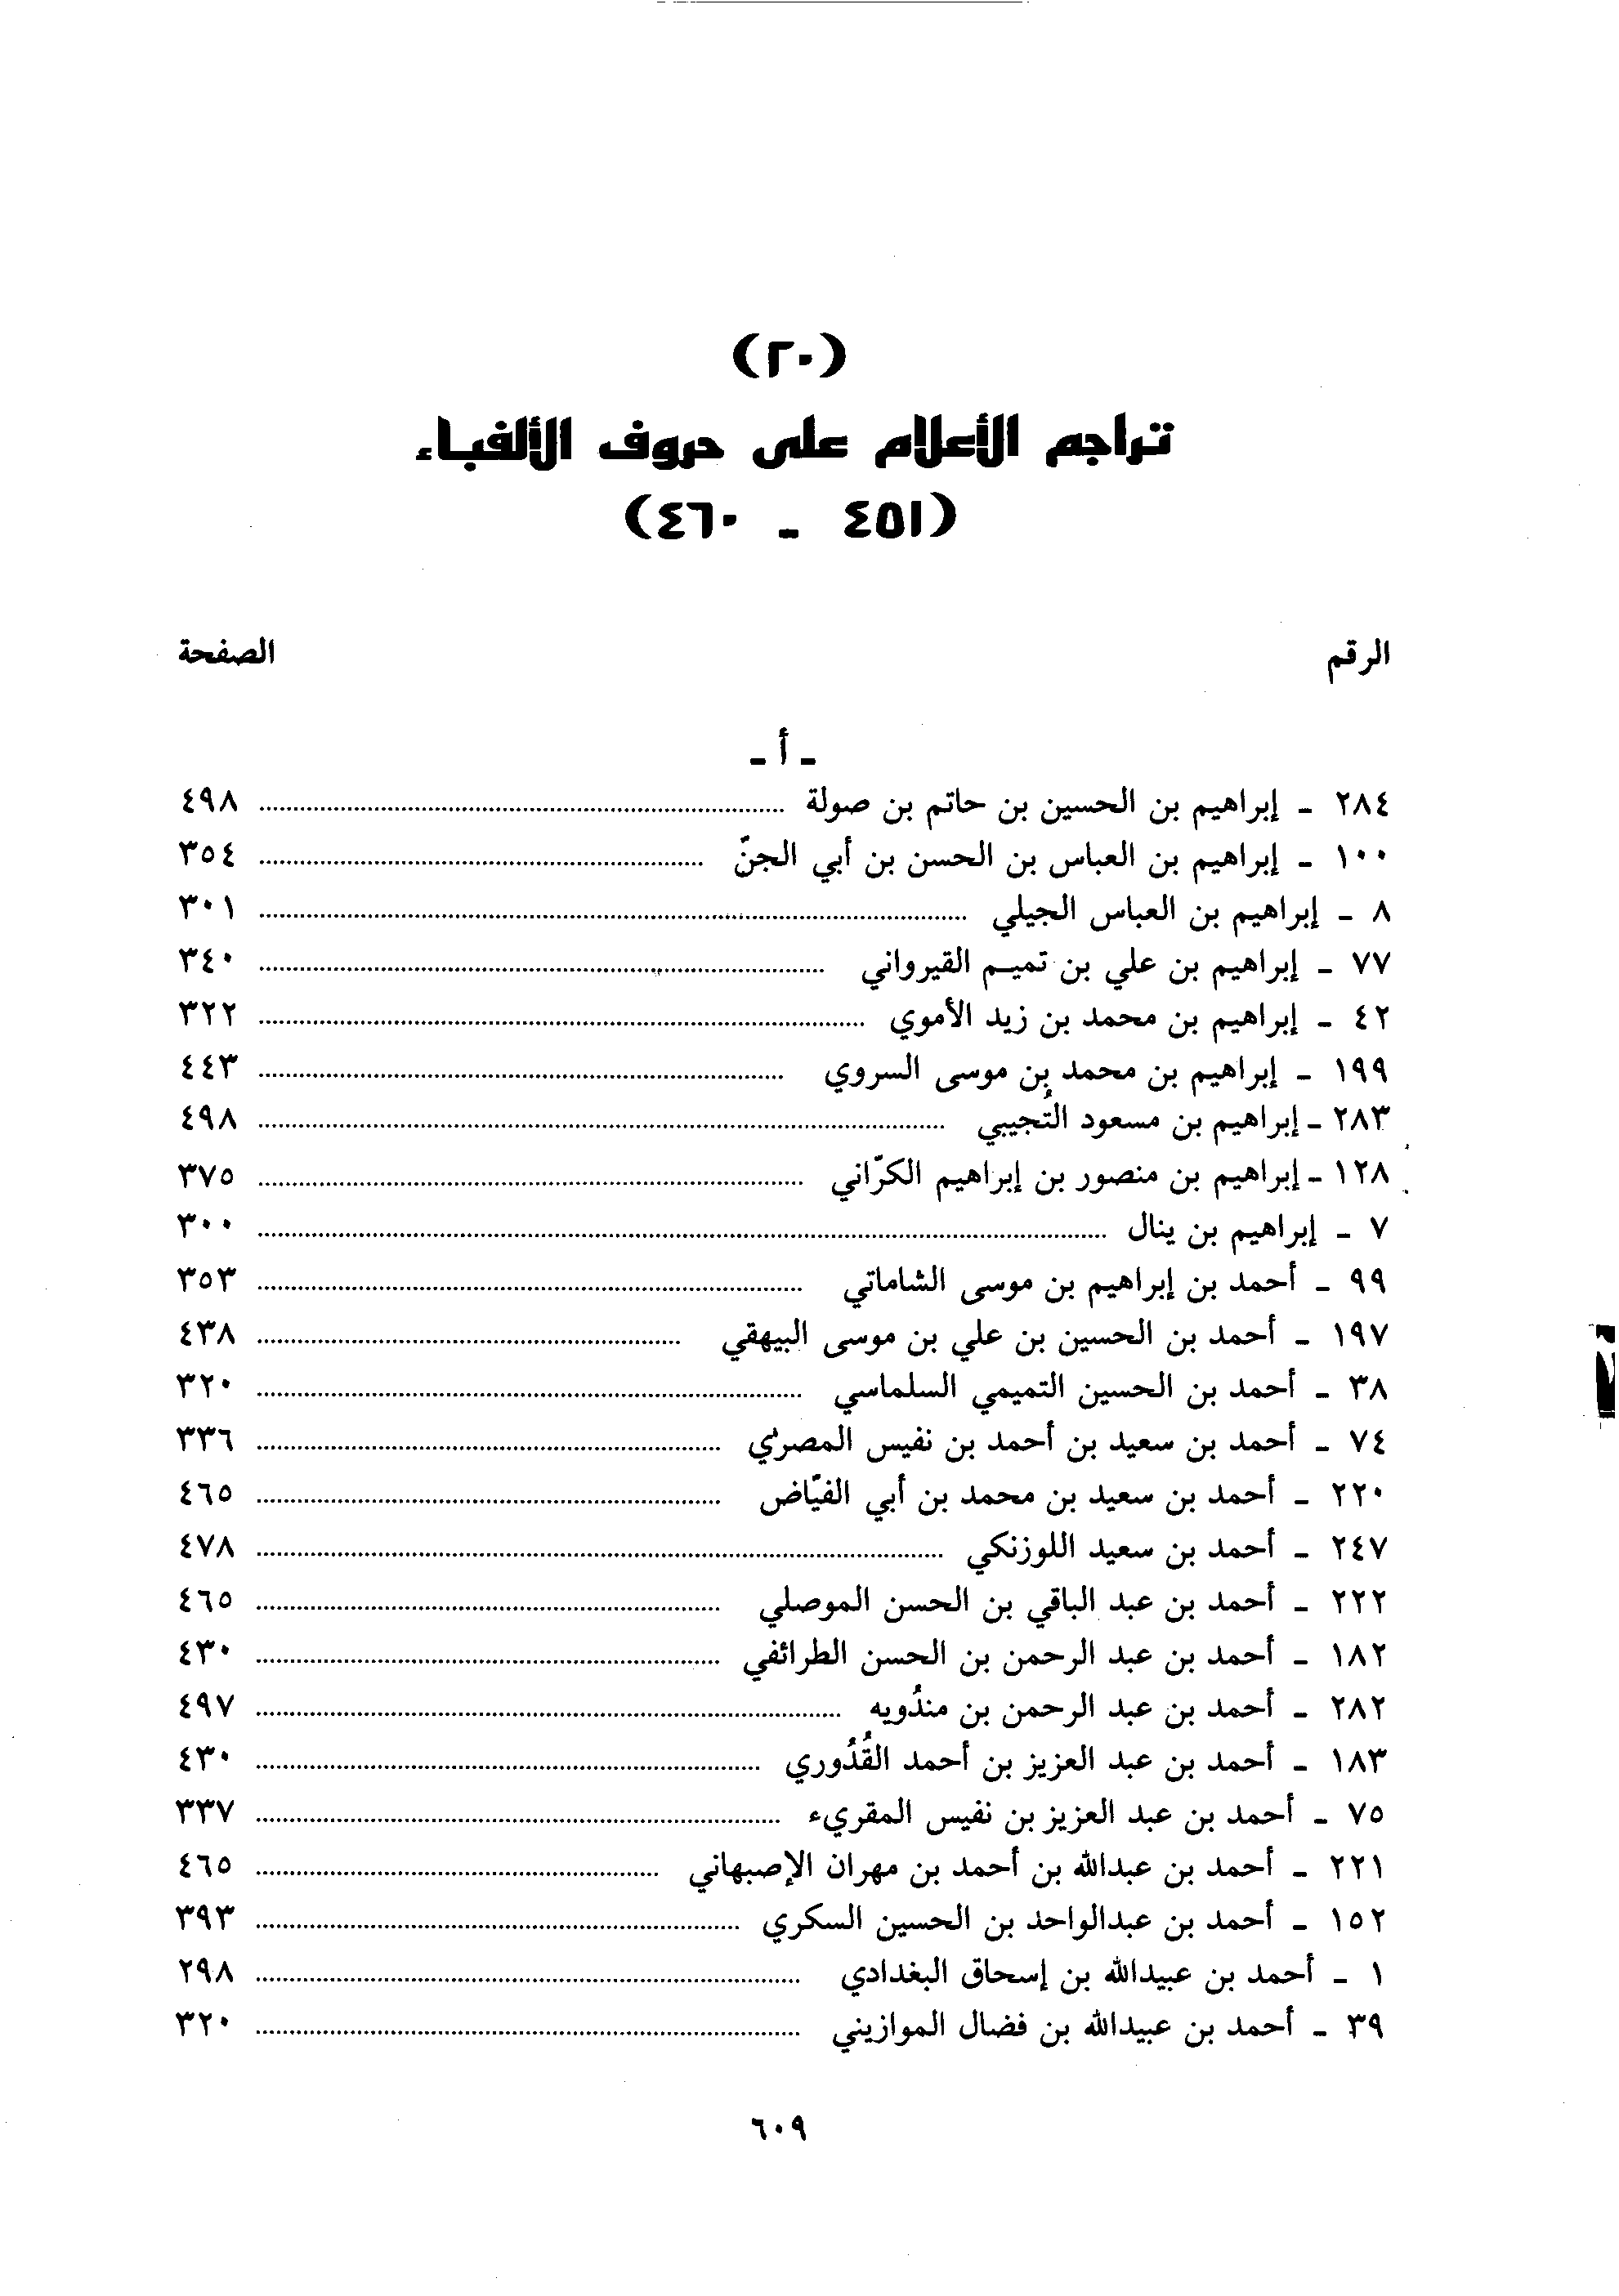 (٢٠)
تراجم الأعلام على حروف الألفباء
(٤٥١ - ٤٦٠)
الرقم الصفحة
- أ -
٢٨٤ - إبراهيم بن الحسين بن حاتم بن صولة ........ ٤٩٨
١٠٠ - إبراهيم بن العباس بن الحسن بن أبي الجنّ ........ ٣٥٤
٨ - إبراهيم بن العباس الجيلي ........ ٣٠١
٧٧ - إبراهيم بن علي بن تميم القيرواني ........ ٣٤٠
٤٢ - إبراهيم بن محمد بن زيد الأموي ........ ٣٢٢
١٩٩ - إبراهيم بن محمد بن موسى السروي ........ ٤٤٣
٢٨٣ - إبراهيم بن مسعود التُجيبي ........ ٤٩٨
١٢٨ - إبراهيم بن منصور بن إبراهيم الكرّاني ........ ٣٧٥
٧ - إبراهيم بن ينال ........ ٣٠٠
٩٩ - أحمد بن إبراهيم بن موسى الشاماتي ........ ٣٥٣
١٩٧ - أحمد بن الحسين بن علي بن موسى البيهقي ........ ٤٣٨
٣٨ - أحمد بن الحسين التميمي السلماسي ........ ٣٢٠
٧٤ - أحمد بن سعيد بن أحمد بن نفيس المصري ........ ٣٣٦
٢٢٠ - أحمد بن سعيد بن محمد بن أبي الفيّاض ........ ٤٦٥
٢٤٧ - أحمد بن سعيد اللوزنكي ........ ٤٧٨
٢٢٢ - أحمد بن عبد الباقي بن الحسن الموصلي ........ ٤٦٥
١٨٢ - أحمد بن عبد الرحمن بن الحسن الطرائفي ........ ٤٣٠
٢٨٢ - أحمد بن عبد الرحمن بن مندُويه ........ ٤٩٧
١٨٣ - أحمد بن عبد العزيز بن أحمد القُدُوري ........ ٤٣٠
٧٥ - أحمد بن عبد العزيز بن نفيس المقريء ........ ٣٣٧
٢٢١ - أحمد بن عبدالله بن أحمد بن مهران الإصبهاني ........ ٤٦٥
١٥٢ - أحمد بن عبدالواحد بن الحسين السكري ........ ٣٩٣
١ - أحمد بن عبيدالله بن إسحاق البغدادي ........ ٢٩٨
٣٩ - أحمد بن عبيدالله بن فضال الموازيني ........ ٣٢٠
٦٠٩